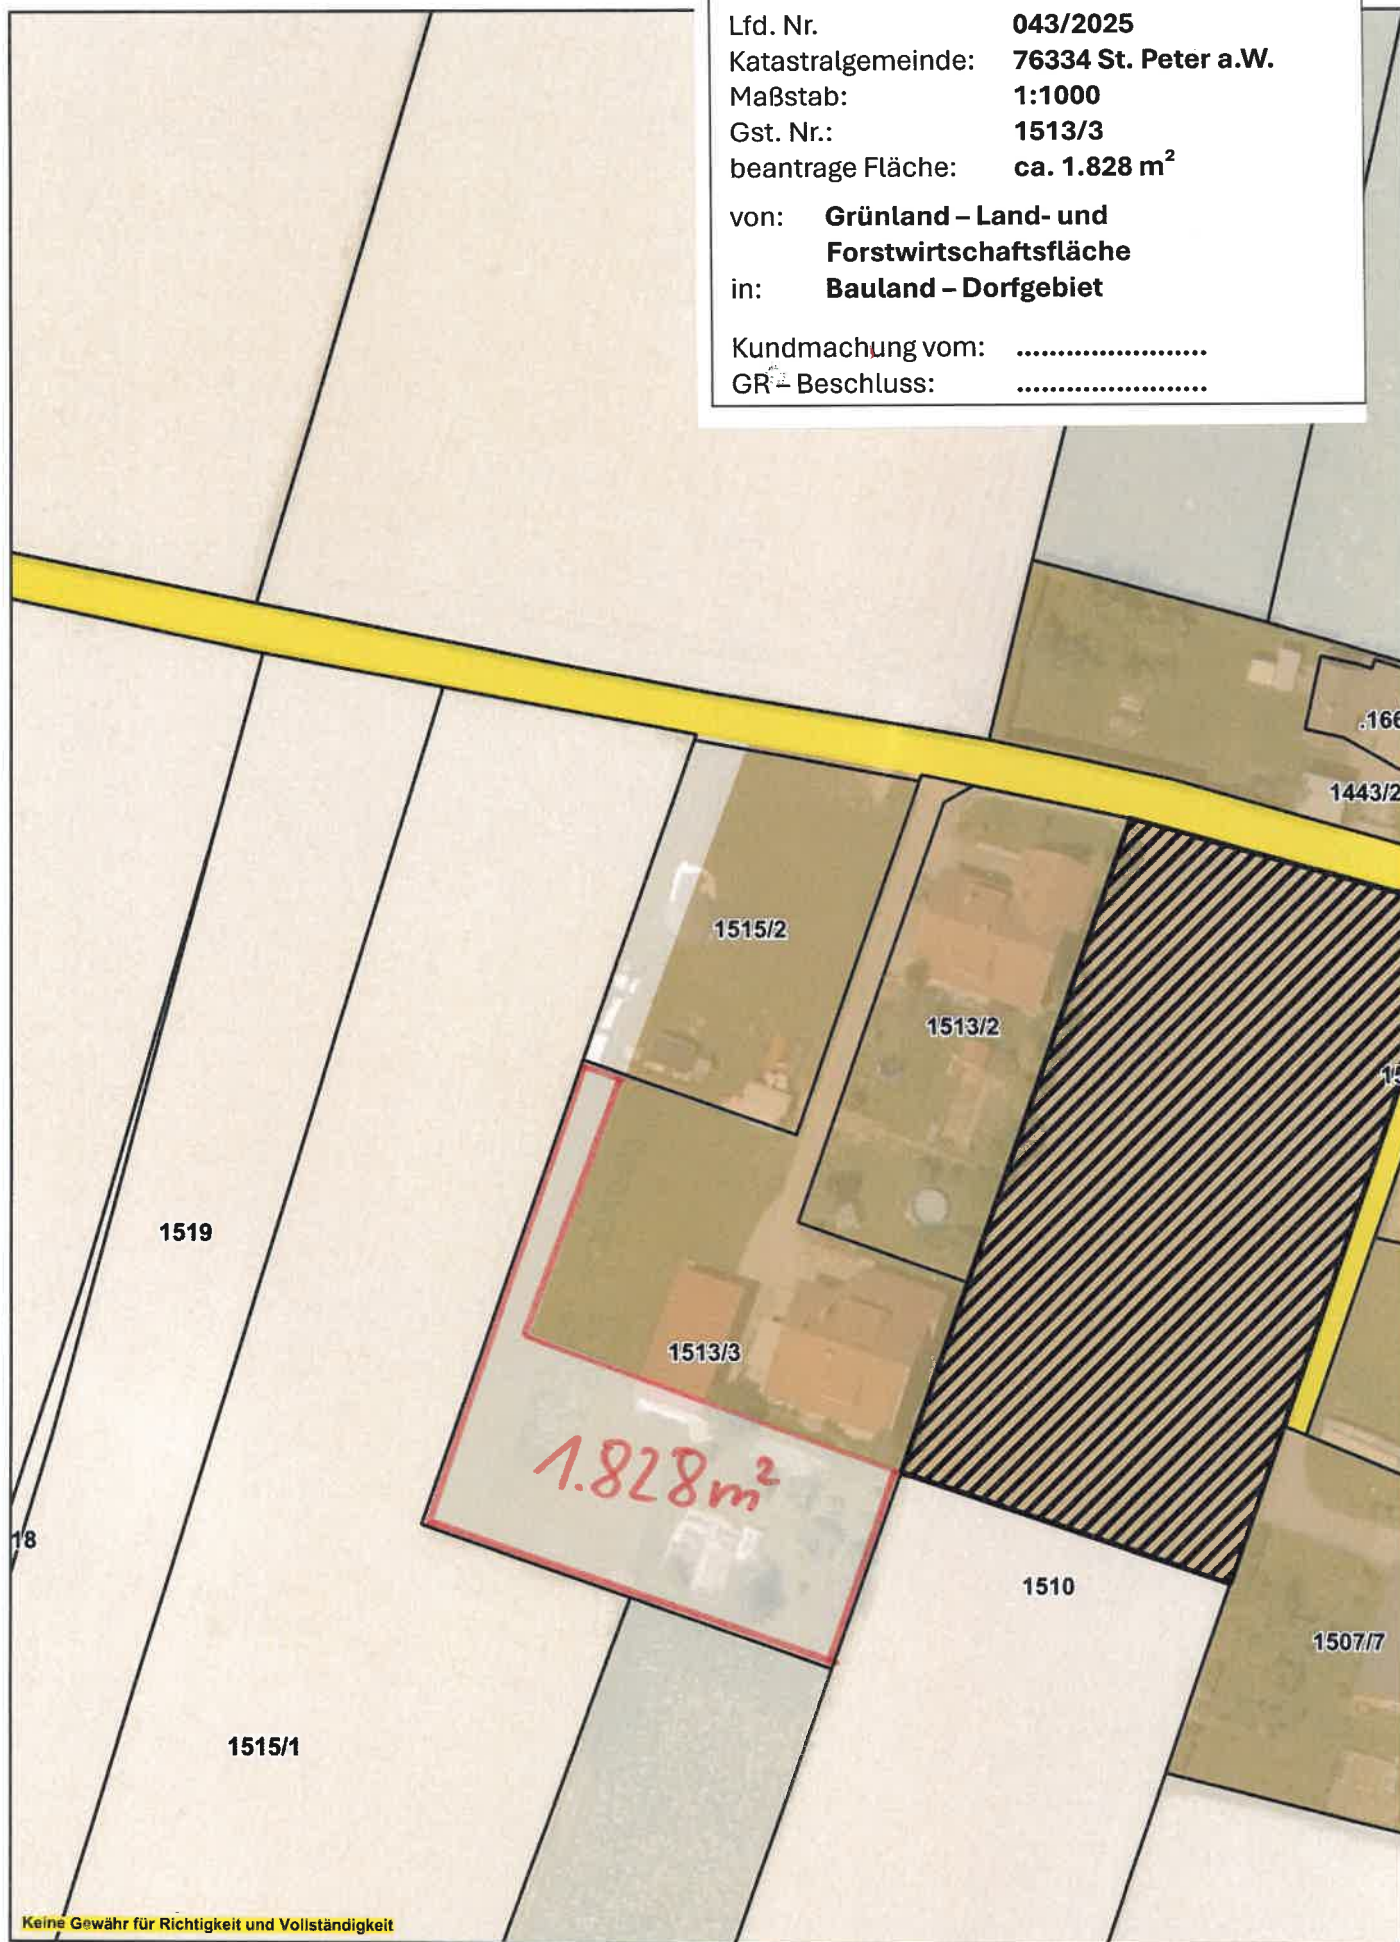 Lfd. Nr. 043/2025
Katastralgemeinde: 76334 St. Peter a.W.
Maßstab: 1:1000
Gst. Nr.: 1513/3
beantrage Fläche: ca. 1.828 m²
von: Grünland – Land- und
Forstwirtschaftsfläche
in: Bauland – Dorfgebiet
Kundmachung vom: .......................
GR – Beschluss: .......................
.166
1443/2
1515/2
1513/2
15
1519
1513/3
1.828 m²
18
1510
1507/7
1515/1
Keine Gewähr für Richtigkeit und Vollständigkeit